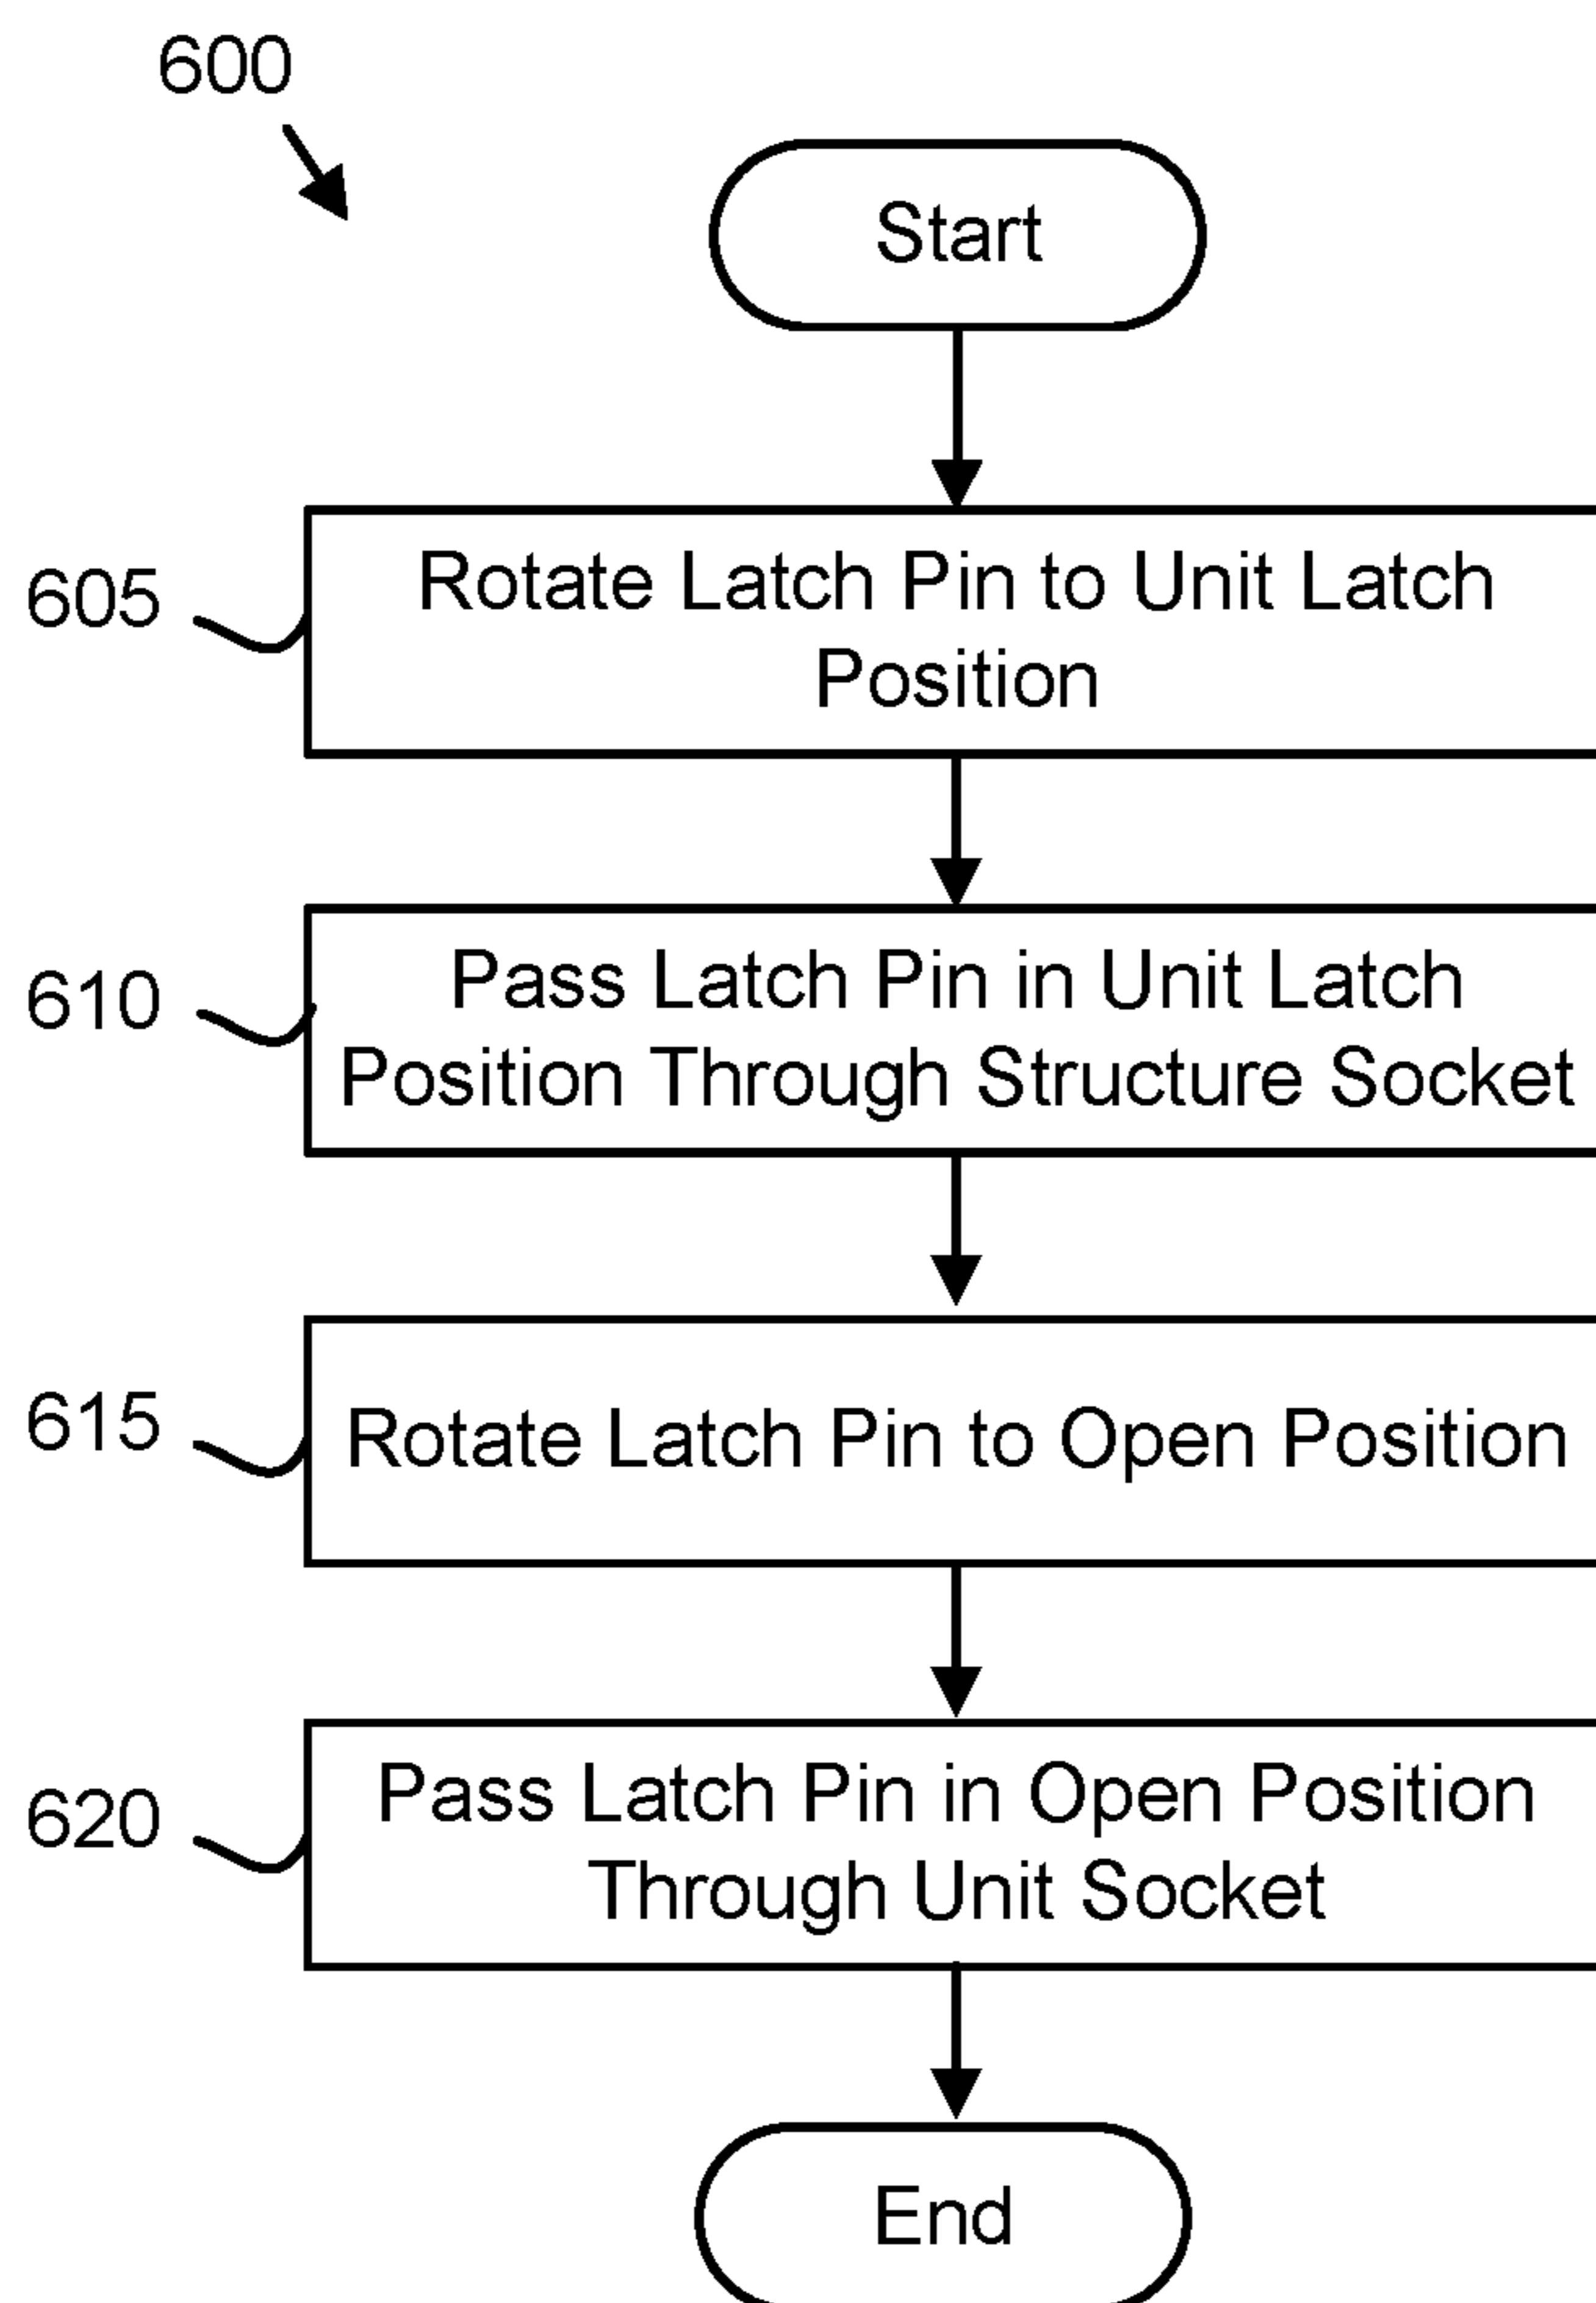 600
Start
605
Rotate Latch Pin to Unit Latch
Position
610
Pass Latch Pin in Unit Latch
Position Through Structure Socket
615
Rotate Latch Pin to Open Position
620
Pass Latch Pin in Open Position
Through Unit Socket
End